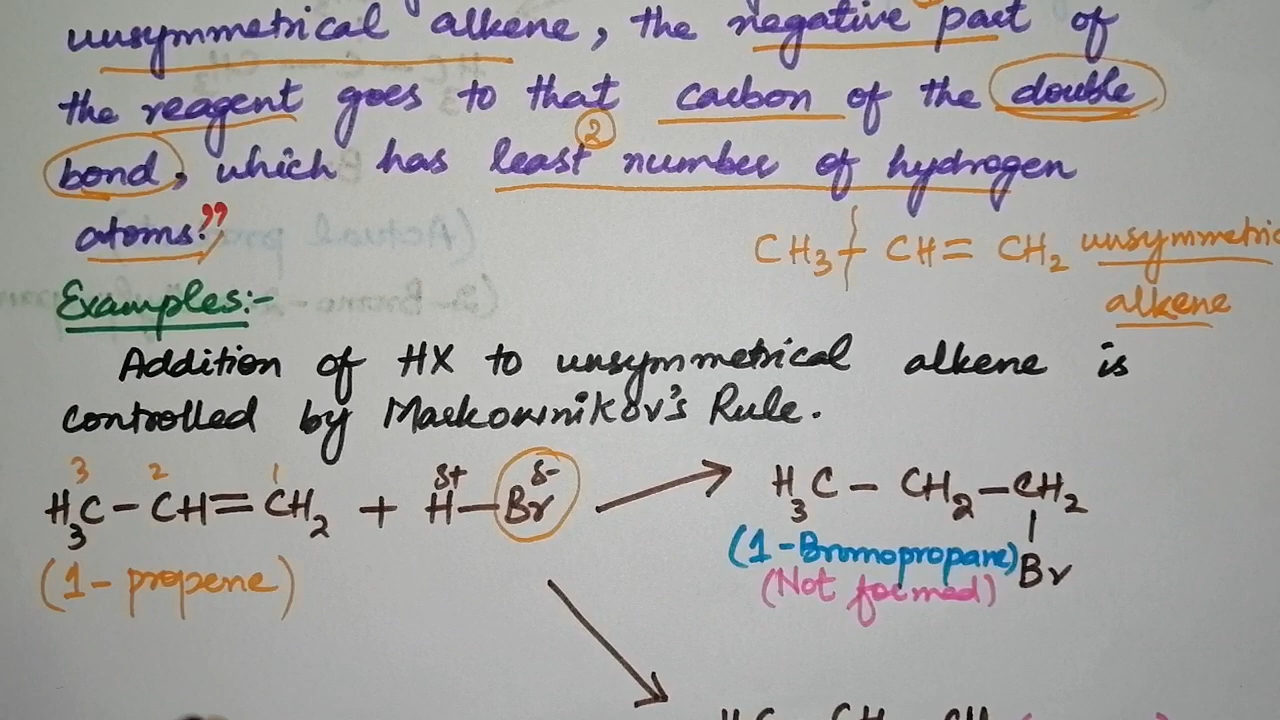 unsymmetrical alkene, the negative part of
the reagent goes to that carbon of the double
2
bond, which has least number of hydrogen
atoms."
CH3 CH = CH2 unsymmetric
alkene
Examples:-
Addition of HX to unsymmetrical alkene is
controlled by Markownikov's Rule.
3 2 1 δ+ δ-
H3C - CH = CH2 + H - Br → H3C - CH2 - CH2
(1- propene) (1-Bromopropane) Br
(Not formed)